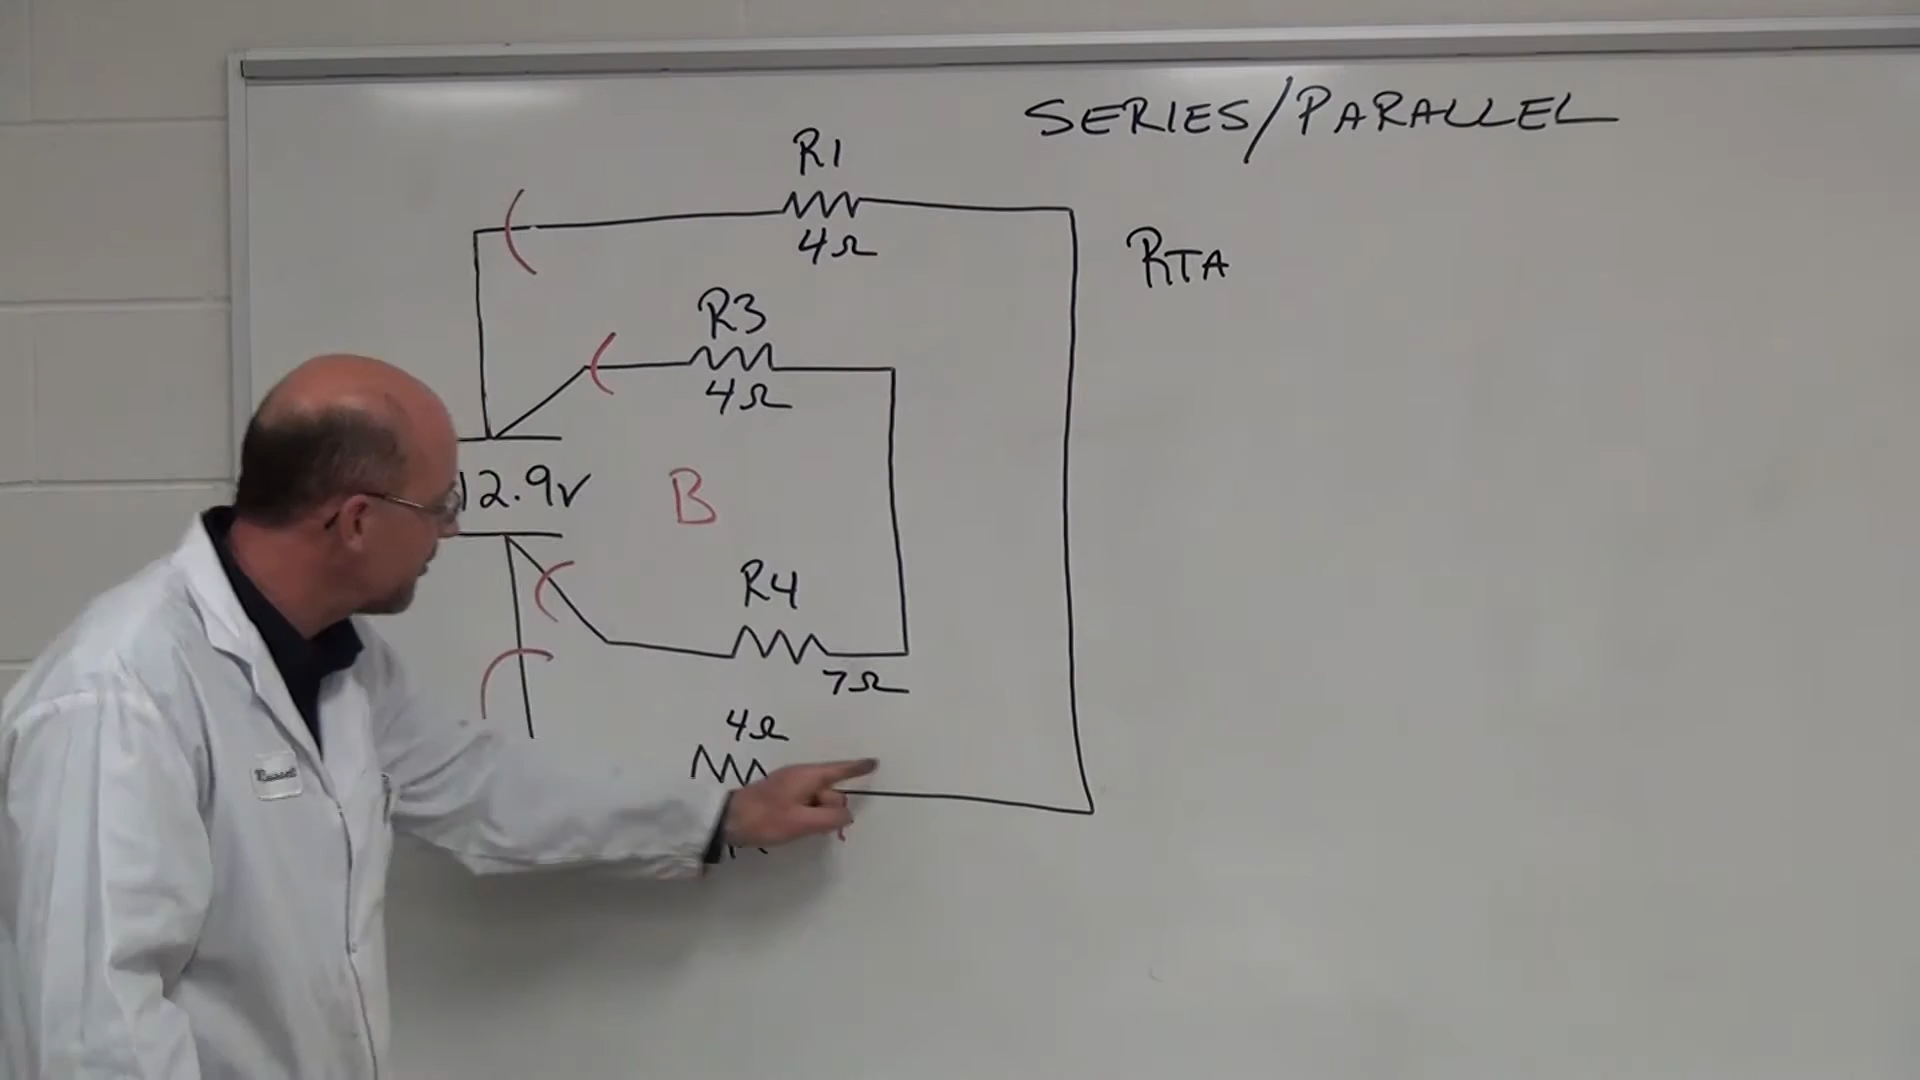 SERIES/PARALLEL
R1
4Ω
RTA
R3
4Ω
12.9V
B
R4
7Ω
4Ω